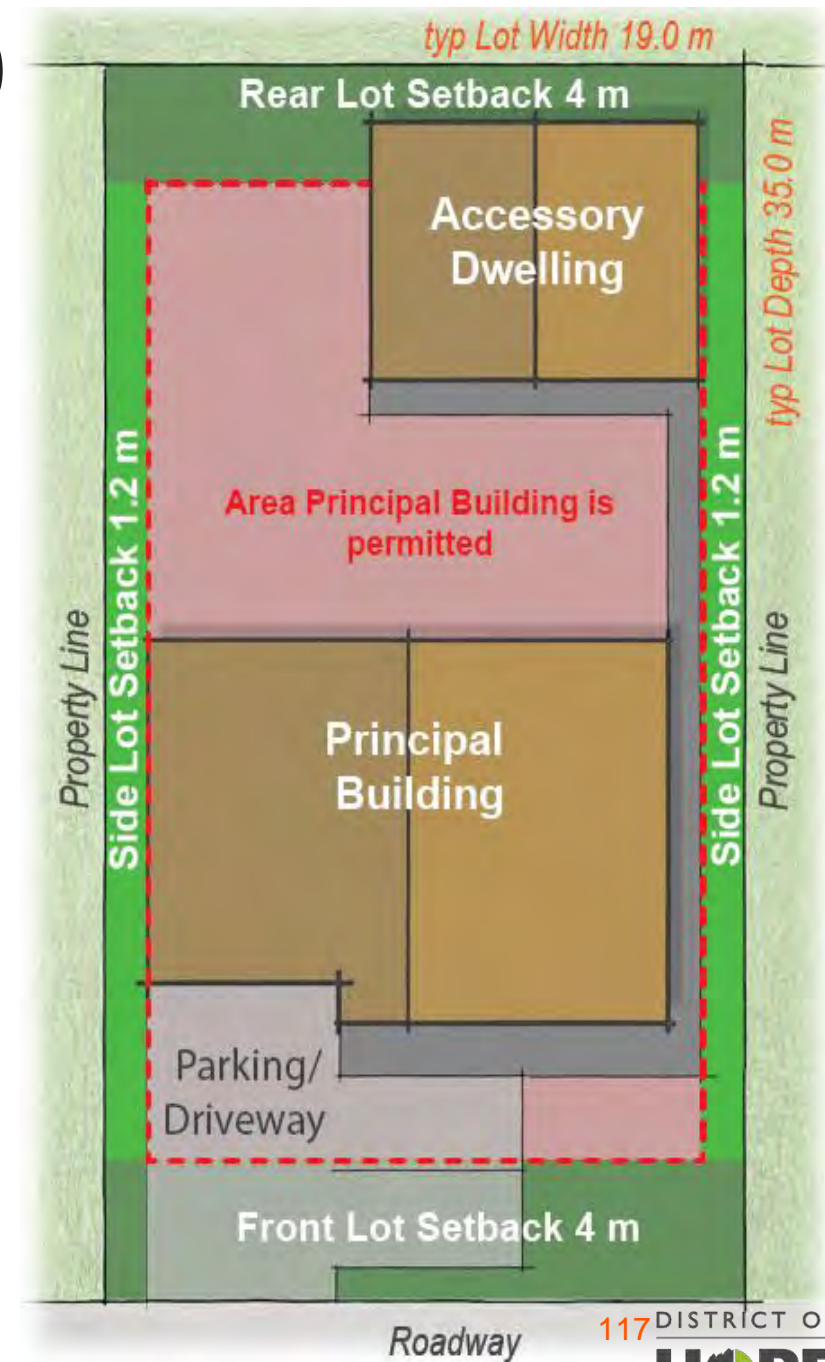 typ Lot Width 19.0 m
Rear Lot Setback 4 m
typ Lot Depth 35.0 m
Accessory
Dwelling
Area Principal Building is
permitted
Property Line
Side Lot Setback 1.2 m
Side Lot Setback 1.2 m
Property Line
Principal
Building
Parking/
Driveway
Front Lot Setback 4 m
Roadway
117
DISTRICT O